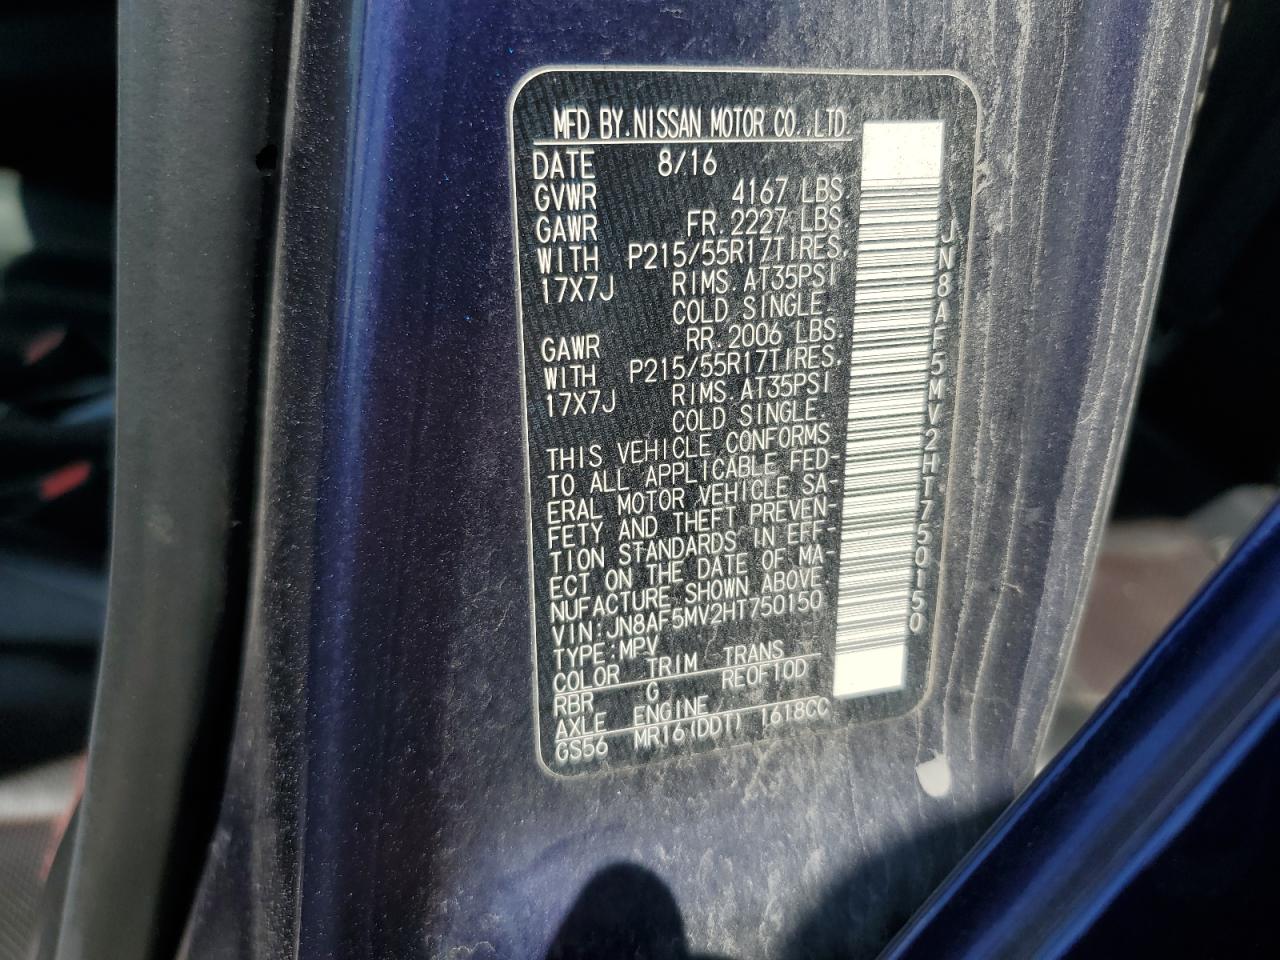 MFD BY.NISSAN MOTOR CO.,LTD.
DATE 8/16
GVWR 4167 LBS
GAWR FR. 2227 LBS
WITH P215/55R17TIRES,
17X7J RIMS. AT35PSI
COLD SINGLE.
GAWR RR. 2006 LBS.
WITH P215/55R17TIRES,
17X7J RIMS. AT35PSI
COLD SINGLE.
THIS VEHICLE CONFORMS
TO ALL APPLICABLE FED-
ERAL MOTOR VEHICLE SA-
FETY AND THEFT PREVEN-
TION STANDARDS IN EFF-
ECT ON THE DATE OF MA-
NUFACTURE SHOWN ABOVE.
VIN:JN8AF5MV2HT750150
TYPE:MPV
COLOR TRIM TRANS
RBR G RE0F10D
AXLE ENGINE
GS56 MR16(DDT) 1618CC
JN8AF5MV2HT750150